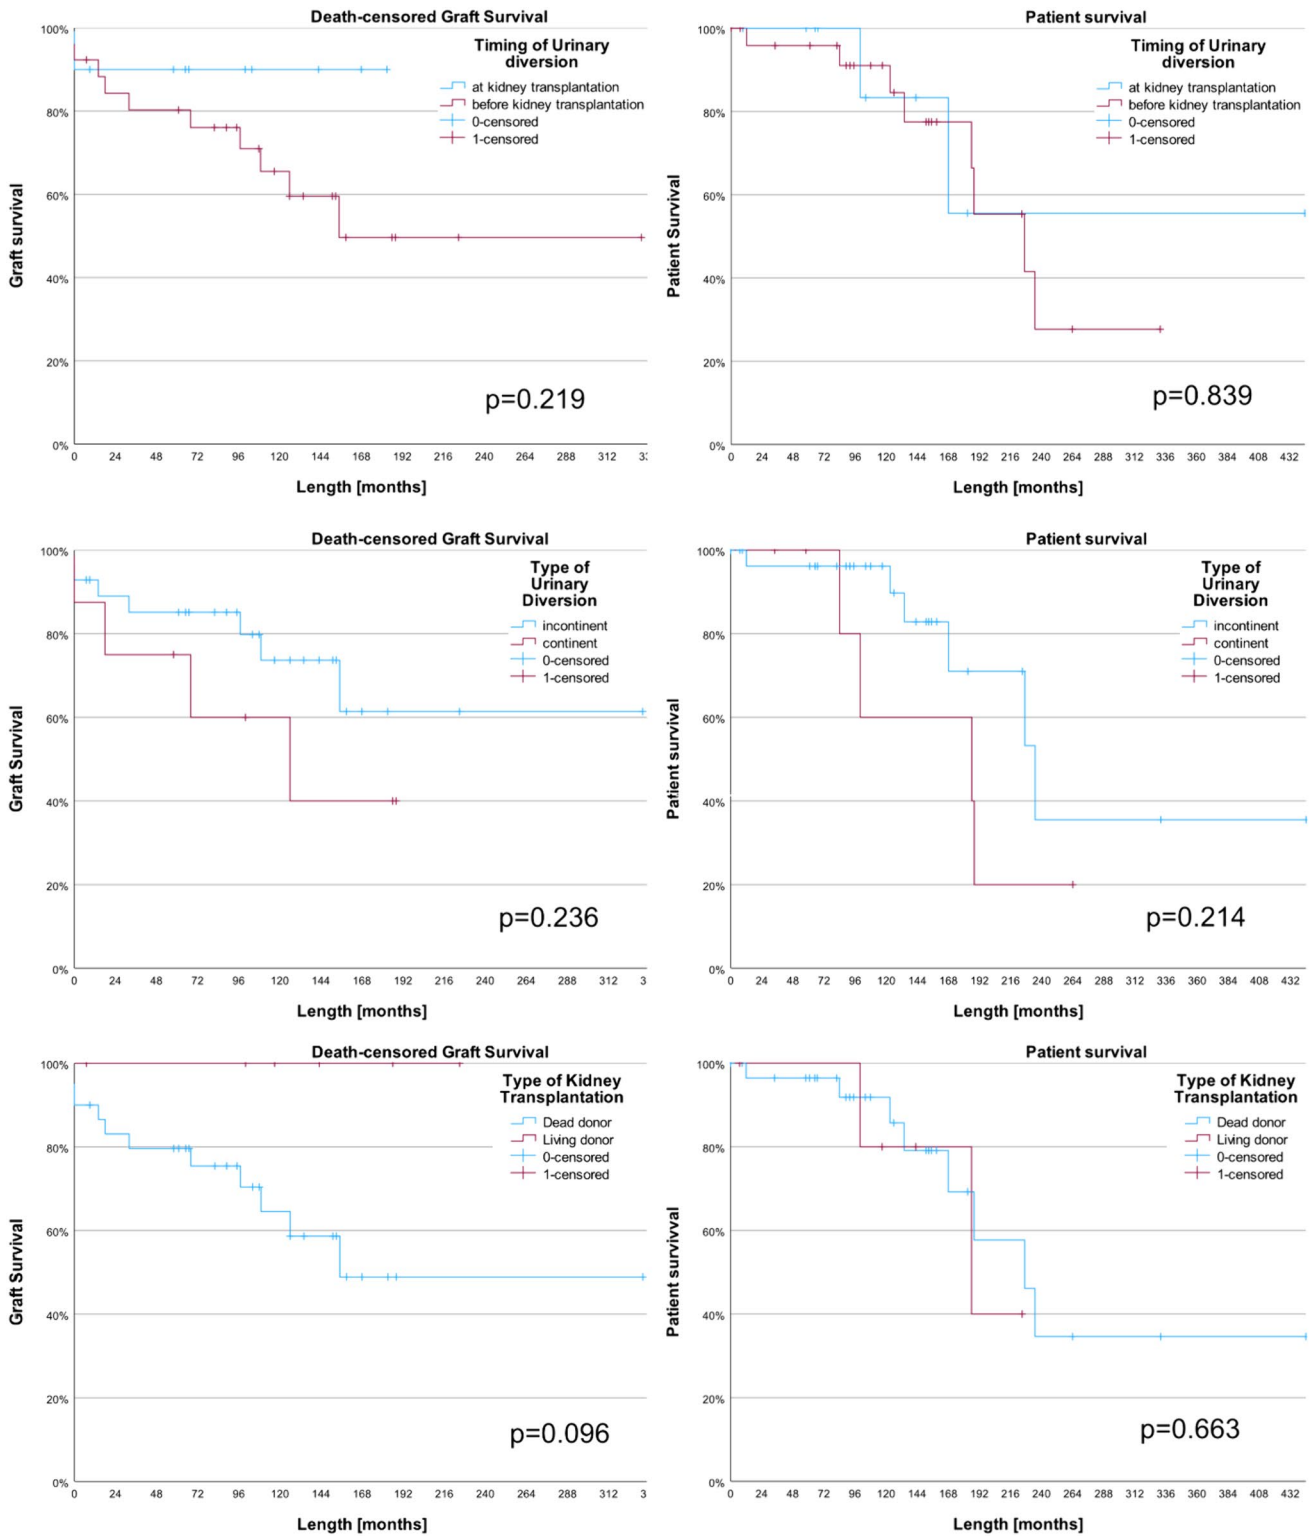 Death-censored Graft Survival
Timing of Urinary
diversion
at kidney transplantation
before kidney transplantation
0-censored
1-censored
100%
80%
60%
40%
20%
0%
Graft survival
p=0.219
0 24 48 72 96 120 144 168 192 216 240 264 288 312
Length [months]
Patient survival
Timing of Urinary
diversion
at kidney transplantation
before kidney transplantation
0-censored
1-censored
100%
80%
60%
40%
20%
0%
Patient Survival
p=0.839
0 24 48 72 96 120 144 168 192 216 240 264 288 312 336 360 384 408 432
Length [months]
Death-censored Graft Survival
Type of
Urinary
Diversion
incontinent
continent
0-censored
1-censored
100%
80%
60%
40%
20%
0%
Graft Survival
p=0.236
0 24 48 72 96 120 144 168 192 216 240 264 288 312 3
Length [months]
Patient survival
Type of
Urinary
Diversion
incontinent
continent
0-censored
1-censored
100%
80%
60%
40%
20%
0%
Patient survival
p=0.214
0 24 48 72 96 120 144 168 192 216 240 264 288 312 336 360 384 408 432
Length [months]
Death-censored Graft Survival
Type of Kidney
Transplantation
Dead donor
Living donor
0-censored
1-censored
100%
80%
60%
40%
20%
0%
Graft Survival
p=0.096
0 24 48 72 96 120 144 168 192 216 240 264 288 312 3
Length [months]
Patient survival
Type of Kidney
Transplantation
Dead donor
Living donor
0-censored
1-censored
100%
80%
60%
40%
20%
0%
Patient survivval
p=0.663
0 24 48 72 96 120 144 168 192 216 240 264 288 312 336 360 384 408 432
Length [months]